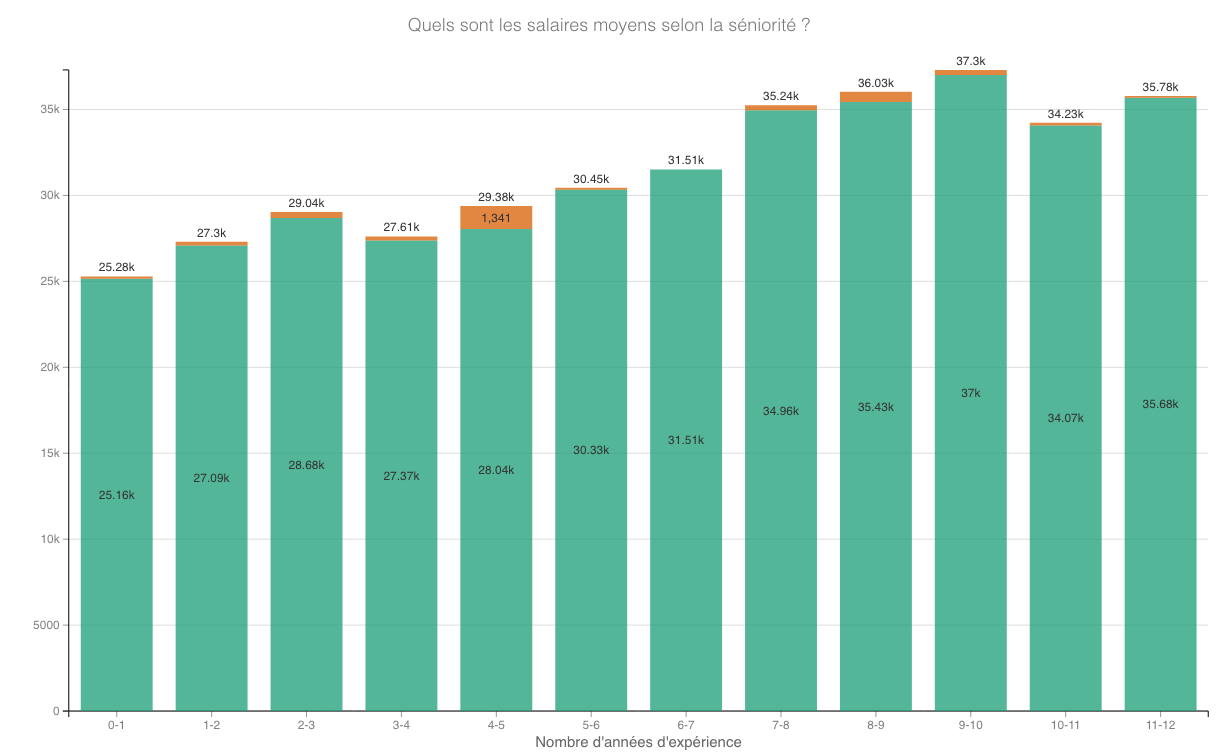 Quels sont les salaires moyens selon la séniorité ?
37.3k
36.03k
35.78k
35.24k
35k
34.23k
31.51k
30.45k
30k
29.38k
29.04k
1,341
27.61k
27.3k
25.28k
25k
20k
37k
35.68k
35.43k
34.96k
34.07k
15k
31.51k
30.33k
28.68k
28.04k
27.37k
27.09k
25.16k
10k
5000
0
0-1 1-2 2-3 3-4 4-5 5-6 6-7 7-8 8-9 9-10 10-11 11-12
Nombre d'années d'expérience